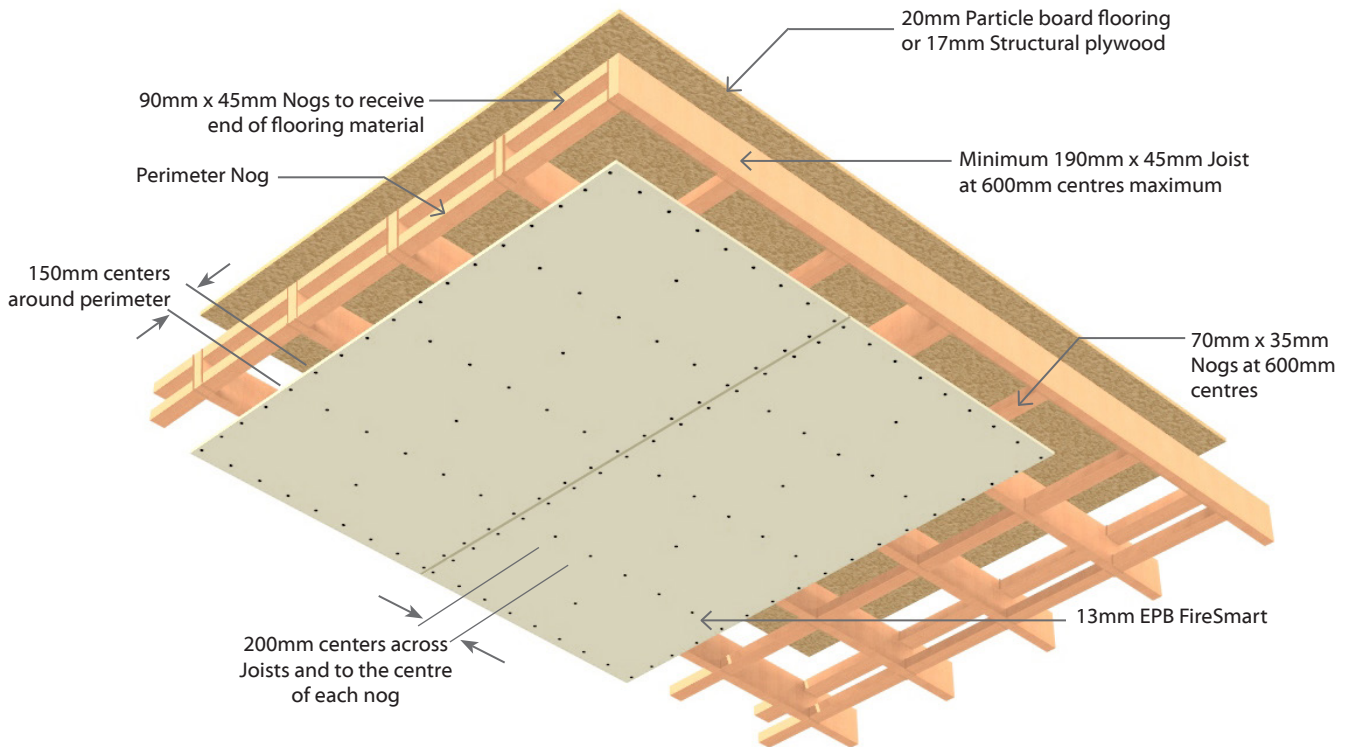 20mm Particle board flooring
or 17mm Structural plywood
90mm x 45mm Nogs to receive
end of flooring material
Minimum 190mm x 45mm Joist
at 600mm centres maximum
Perimeter Nog
150mm centers
around perimeter
70mm x 35mm
Nogs at 600mm
centres
13mm EPB FireSmart
200mm centers across
Joists and to the centre
of each nog